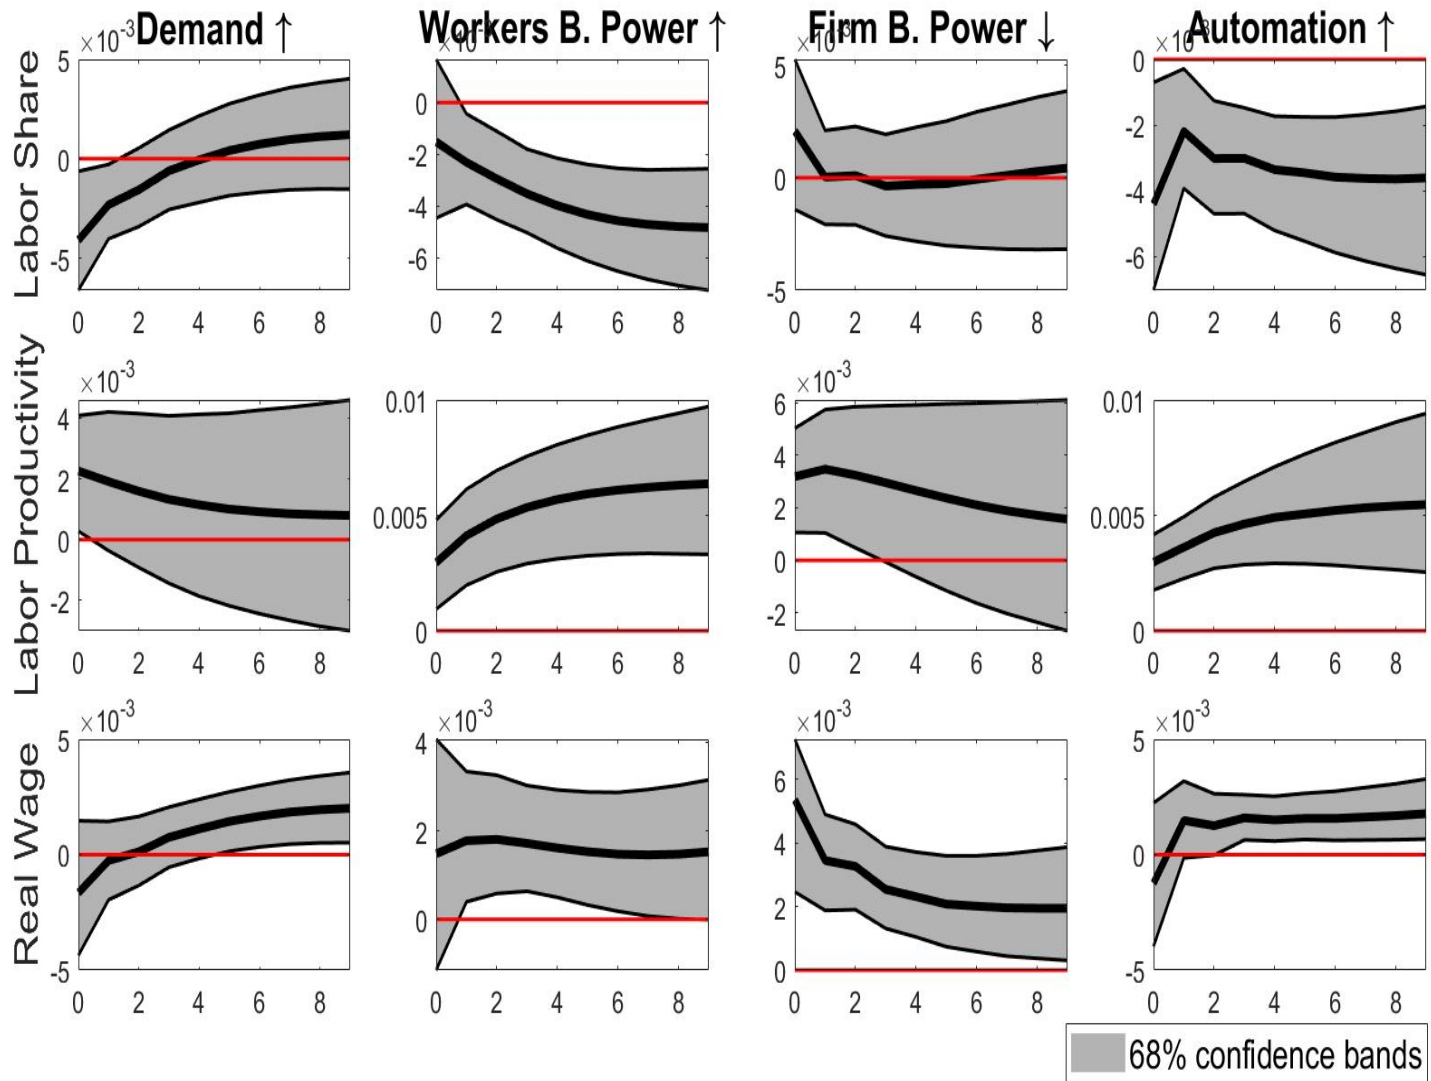 Demand ↑
Workers B. Power ↑
Firm B. Power ↓
Automation ↑
Labor Share
×10-3
5
0
-5
0 2 4 6 8
0
-2
-4
-6
0 2 4 6 8
5
0
-5
0 2 4 6 8
0
-2
-4
-6
0 2 4 6 8
Labor Productivity
×10-3
4
2
0
-2
0 2 4 6 8
0.01
0.005
0
0 2 4 6 8
×10-3
6
4
2
0
-2
0 2 4 6 8
0.01
0.005
0
0 2 4 6 8
Real Wage
×10-3
5
0
-5
0 2 4 6 8
×10-3
4
2
0
0 2 4 6 8
×10-3
6
4
2
0
0 2 4 6 8
×10-3
5
0
-5
0 2 4 6 8
68% confidence bands